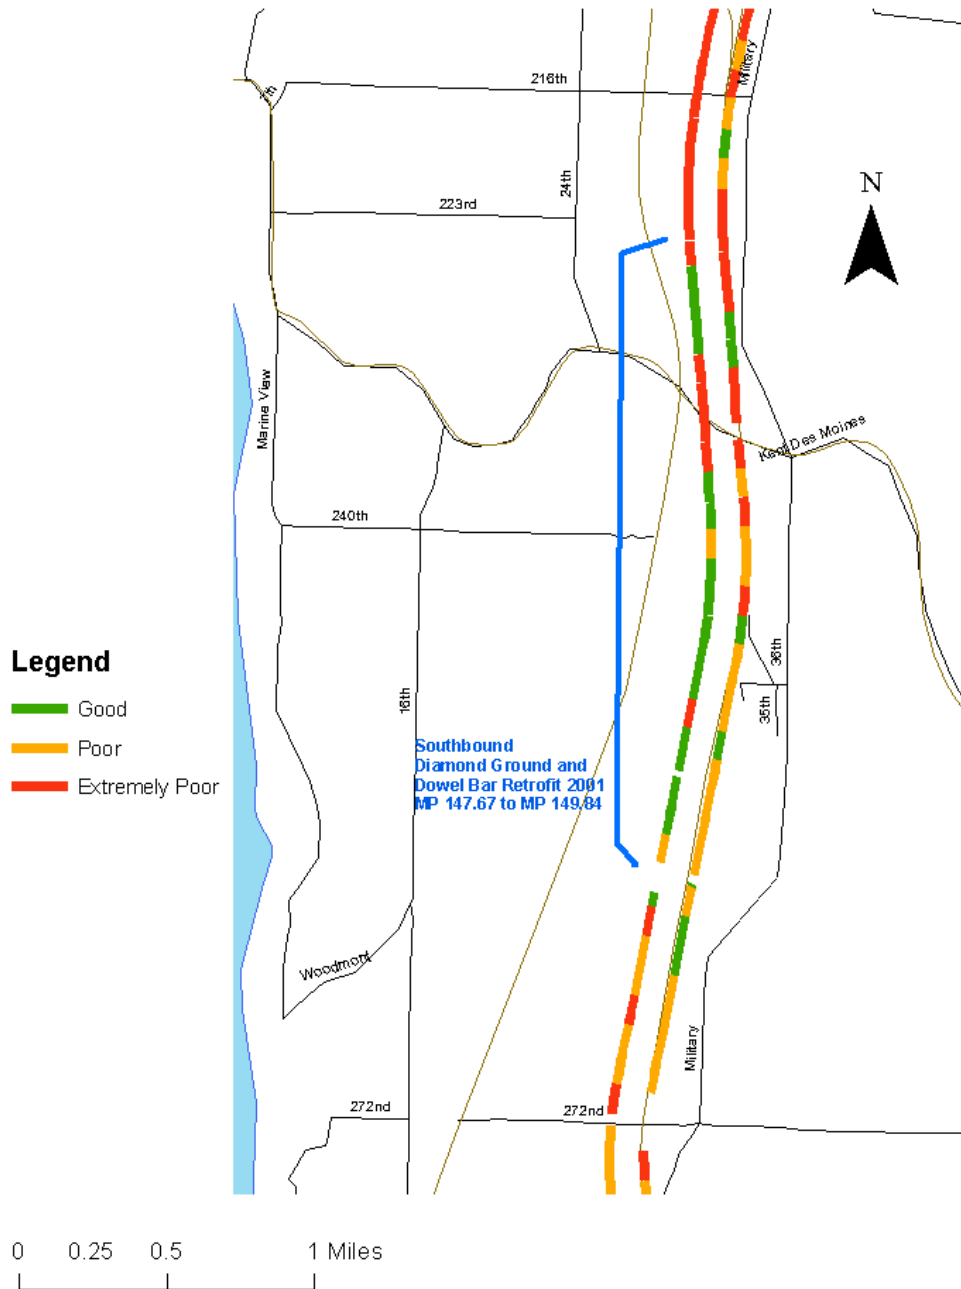 Military
216th
7th
24th
223rd
N
Marine View
Kent Des Moines
240th
36th
35th
16th
Legend
Good
Poor
Extremely Poor
Southbound
Diamond Ground and
Dowel Bar Retrofit 2001
MP 147.67 to MP 149.84
Woodmont
Military
272nd
272nd
0 0.25 0.5 1 Miles